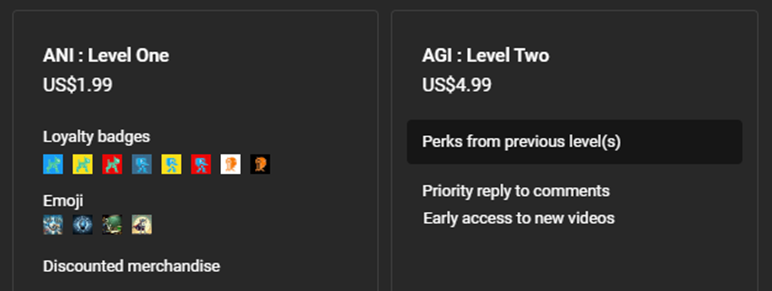 ANI : Level One
US$1.99
Loyalty badges
Emoji
Discounted merchandise
AGI : Level Two
US$4.99
Perks from previous level(s)
Priority reply to comments
Early access to new videos